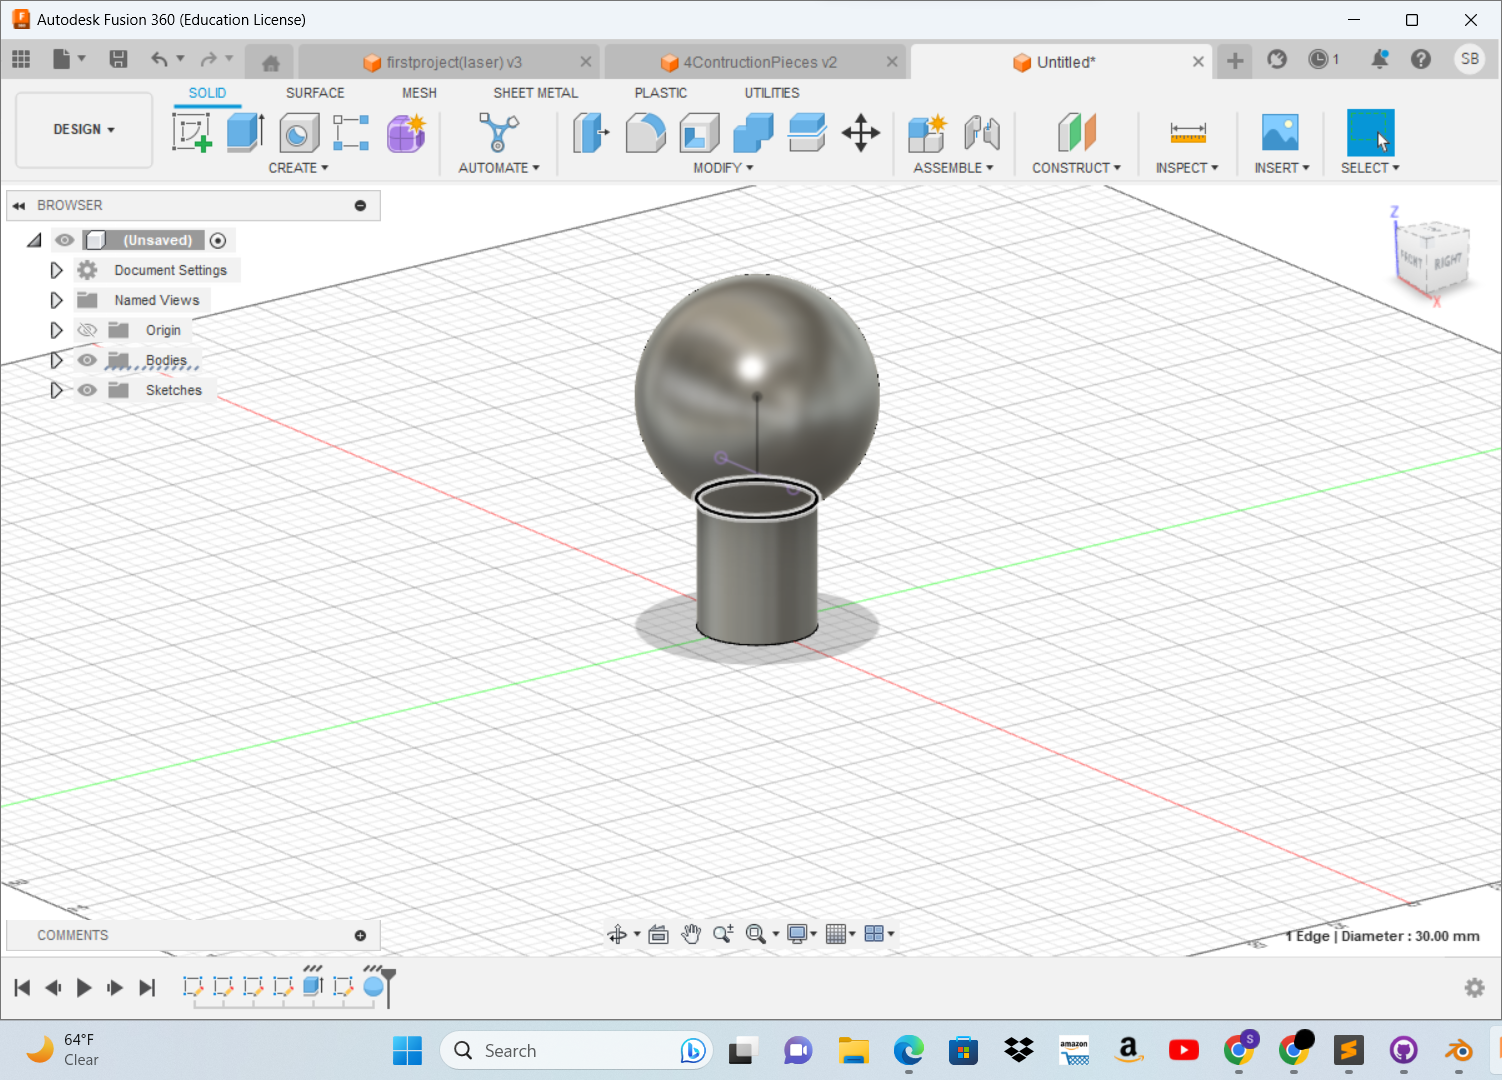 Autodesk Fusion 360 (Education License)
firstproject(laser) v3
4ContructionPieces v2
Untitled*
1
SB
SOLID
SURFACE
MESH
SHEET METAL
PLASTIC
UTILITIES
DESIGN
CREATE
AUTOMATE
MODIFY
ASSEMBLE
CONSTRUCT
INSPECT
INSERT
SELECT
BROWSER
(Unsaved)
Document Settings
Named Views
Origin
Bodies
Sketches
Z
FRONT
RIGHT
X
COMMENTS
1 Edge | Diameter : 30.00 mm
64°F
Clear
Search
amazon
a
S